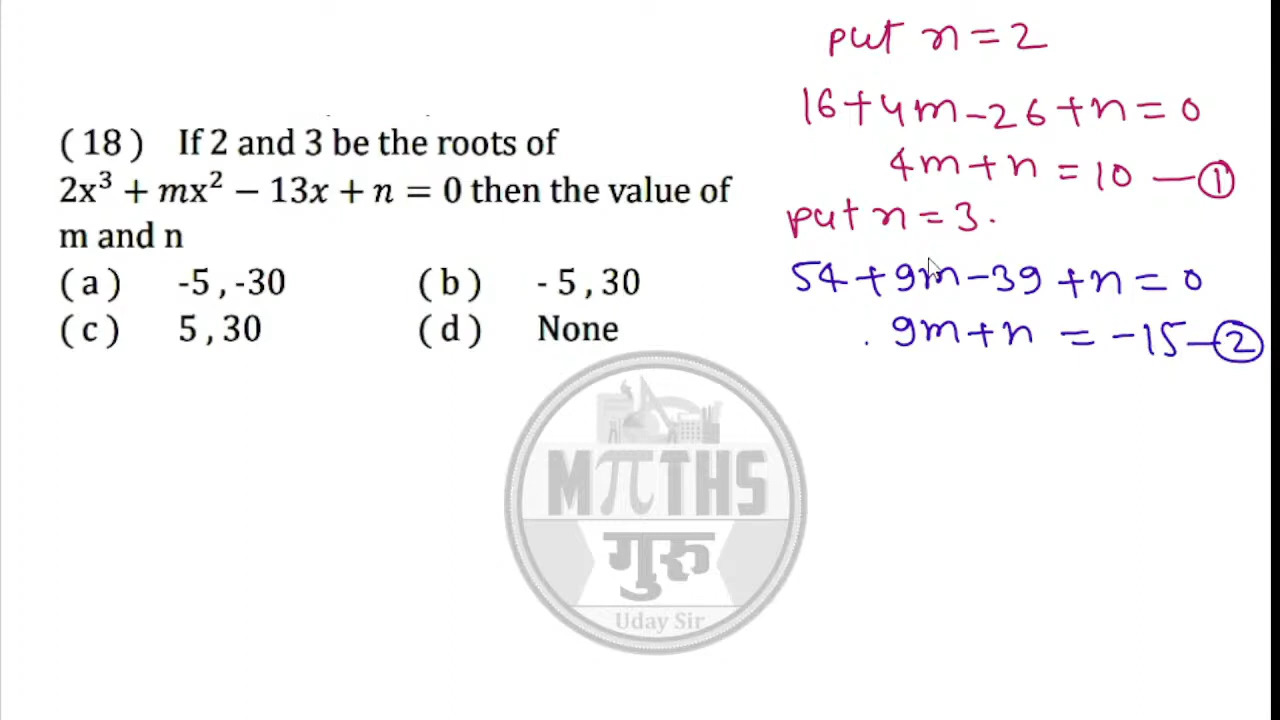 ( 18 ) If 2 and 3 be the roots of
2x³ + mx² − 13x + n = 0 then the value of
m and n
( a ) -5 , -30 ( b ) - 5 , 30
( c ) 5 , 30 ( d ) None
put n = 2
16 + 4m - 26 + n = 0
4m + n = 10 — ①
put n = 3.
54 + 9m - 39 + n = 0
. 9m + n = -15 — ②
MπTHS
गुरु
Uday Sir